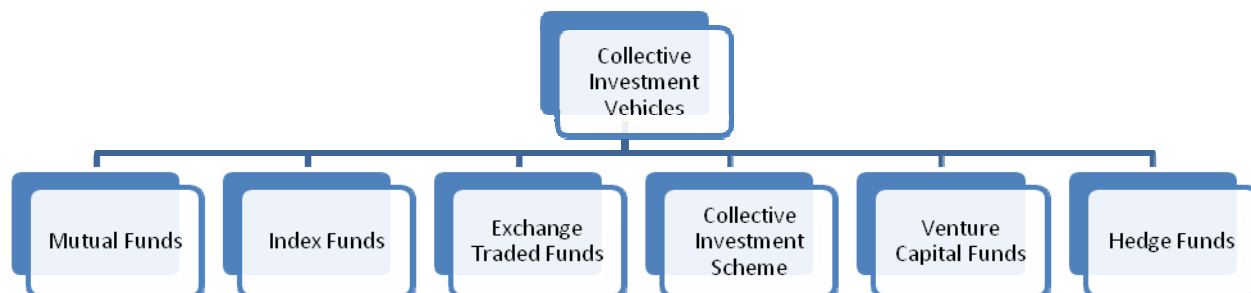 Collective
Investment
Vehicles
Mutual Funds
Index Funds
Exchange
Traded Funds
Collective
Investment
Scheme
Venture
Capital Funds
Hedge Funds